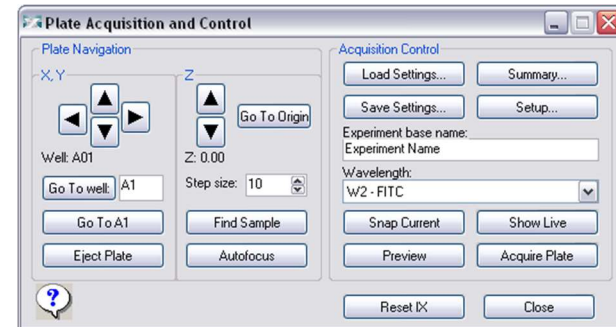 Plate Acquisition and Control
Plate Navigation
X, Y
Well: A01
Go To well: A1
Go To A1
Eject Plate
Z
Go To Origin
Z: 0.00
Step size: 10
Find Sample
Autofocus
Acquisition Control
Load Settings... Summary...
Save Settings... Setup...
Experiment base name:
Experiment Name
Wavelength:
W2 - FITC
Snap Current Show Live
Preview Acquire Plate
?
Reset IX Close